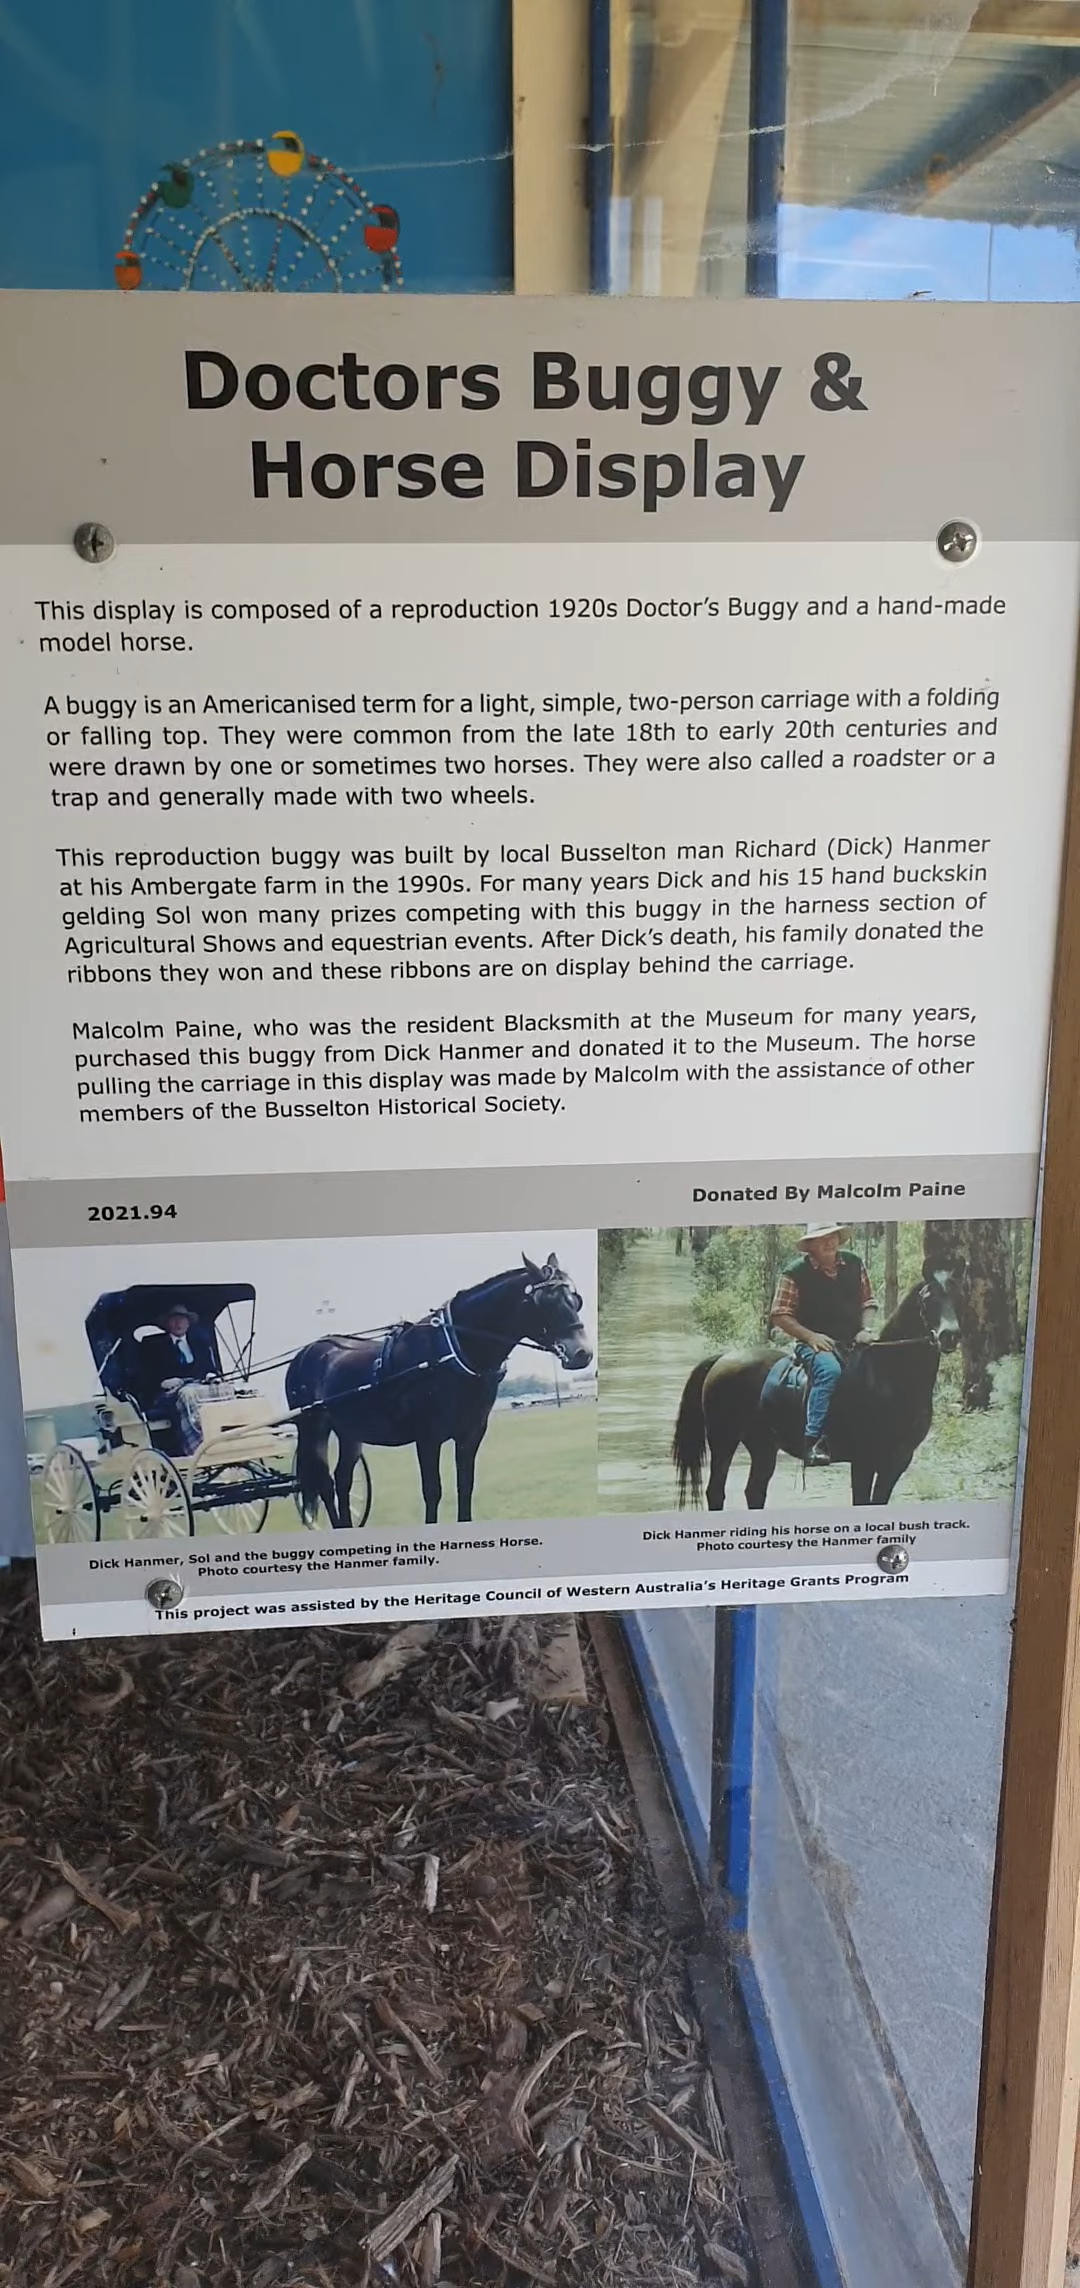 Doctors Buggy &
Horse Display
This display is composed of a reproduction 1920s Doctor's Buggy and a hand-made
model horse.
A buggy is an Americanised term for a light, simple, two-person carriage with a folding
or falling top. They were common from the late 18th to early 20th centuries and
were drawn by one or sometimes two horses. They were also called a roadster or a
trap and generally made with two wheels.
This reproduction buggy was built by local Busselton man Richard (Dick) Hanmer
at his Ambergate farm in the 1990s. For many years Dick and his 15 hand buckskin
gelding Sol won many prizes competing with this buggy in the harness section of
Agricultural Shows and equestrian events. After Dick's death, his family donated the
ribbons they won and these ribbons are on display behind the carriage.
Malcolm Paine, who was the resident Blacksmith at the Museum for many years,
purchased this buggy from Dick Hanmer and donated it to the Museum. The horse
pulling the carriage in this display was made by Malcolm with the assistance of other
members of the Busselton Historical Society.
2021.94
Donated By Malcolm Paine
Dick Hanmer, Sol and the buggy competing in the Harness Horse.
Photo courtesy the Hanmer family.
Dick Hanmer riding his horse on a local bush track.
Photo courtesy the Hanmer family
This project was assisted by the Heritage Council of Western Australia's Heritage Grants Program